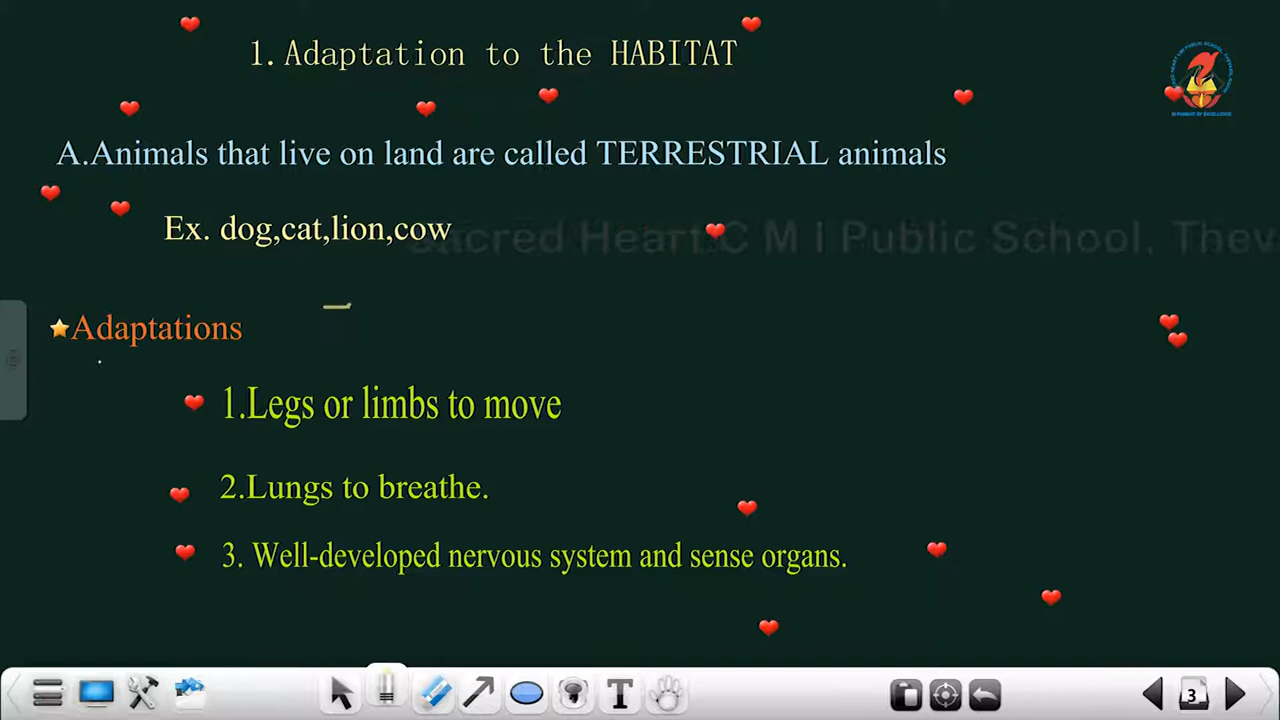 1.Adaptation to the HABITAT
A.Animals that live on land are called TERRESTRIAL animals
Ex. dog,cat,lion,cow
Sacred Heart C M I Public School, Thev
Adaptations
1.Legs or limbs to move
2.Lungs to breathe.
3. Well-developed nervous system and sense organs.
T
3